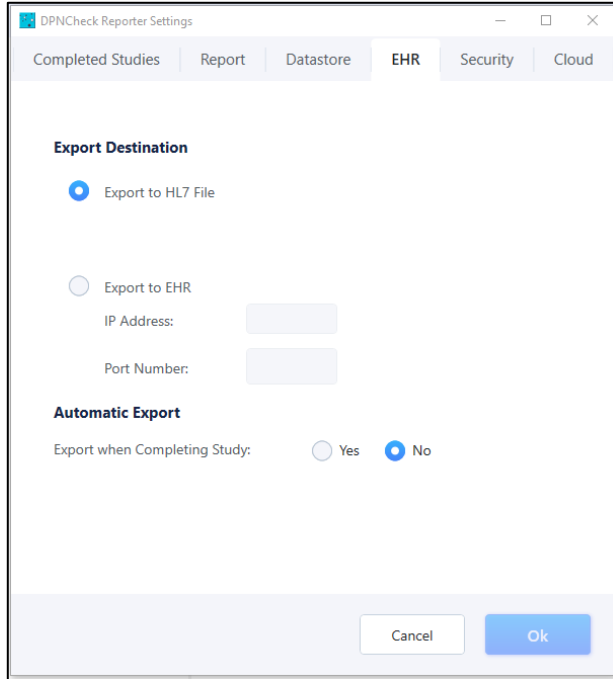 DPNCheck Reporter Settings
Completed Studies Report Datastore EHR Security Cloud
Export Destination
Export to HL7 File
Export to EHR
IP Address:
Port Number:
Automatic Export
Export when Completing Study: Yes No
Cancel Ok